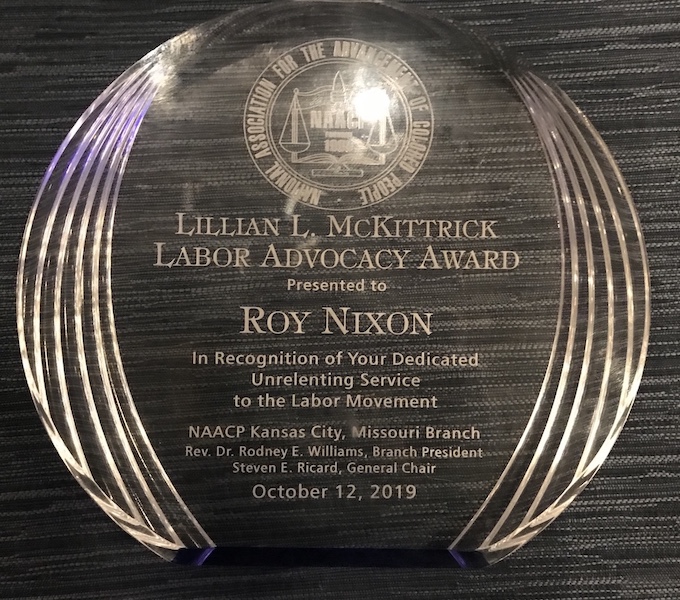 NATIONAL ASSOCIATION FOR THE ADVANCEMENT OF COLORED PEOPLE
NAACP
LILLIAN L. MCKITTRICK
LABOR ADVOCACY AWARD
Presented to
ROY NIXON
In Recognition of Your Dedicated
Unrelenting Service
to the Labor Movement
NAACP Kansas City, Missouri Branch
Rev. Dr. Rodney E. Williams, Branch President
Steven E. Ricard, General Chair
October 12, 2019